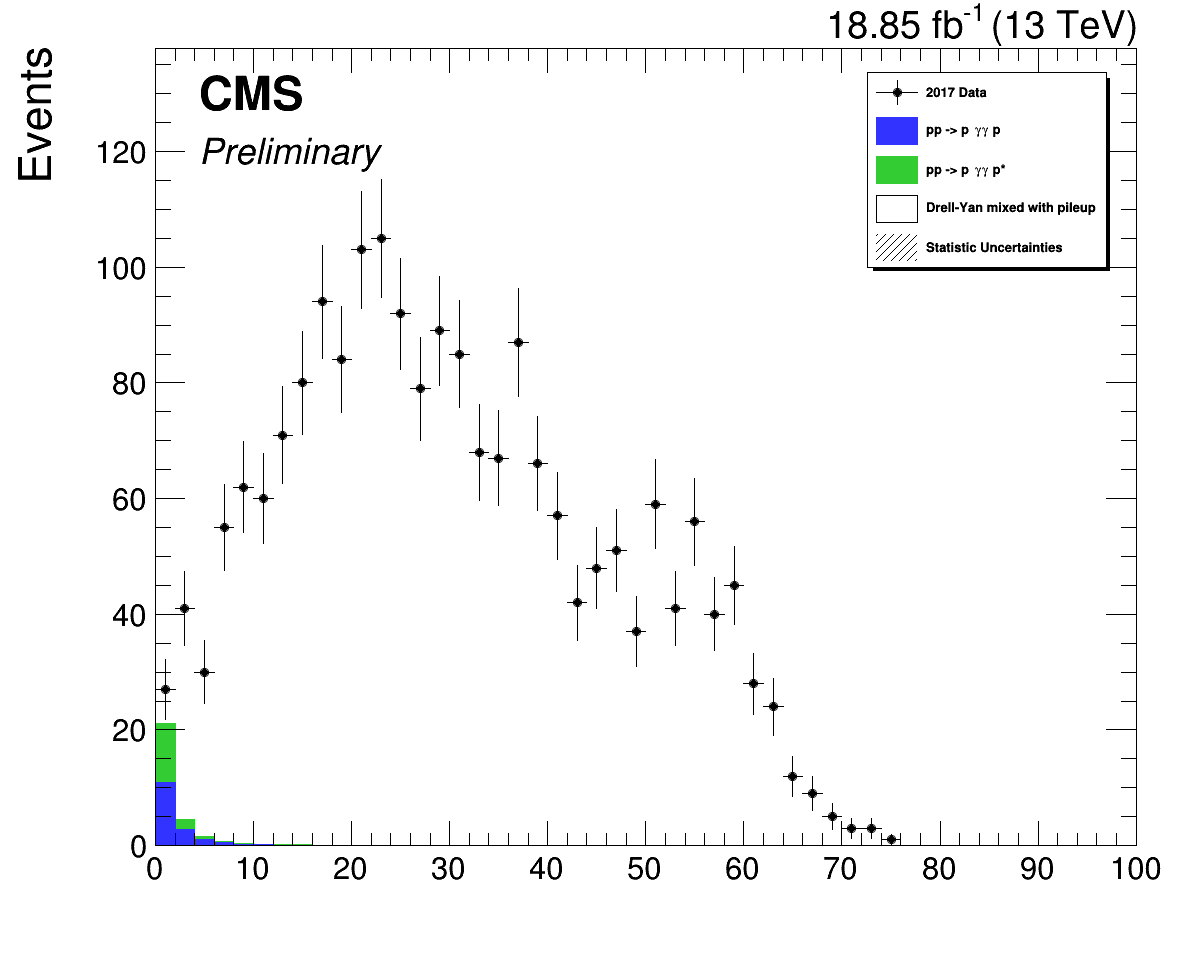 18.85 fb⁻¹ (13 TeV)
Events
CMS
Preliminary
2017 Data
pp -> p γγ p
pp -> p γγ p*
Drell-Yan mixed with pileup
Statistic Uncertainties
120
100
80
60
40
20
0
0 10 20 30 40 50 60 70 80 90 100